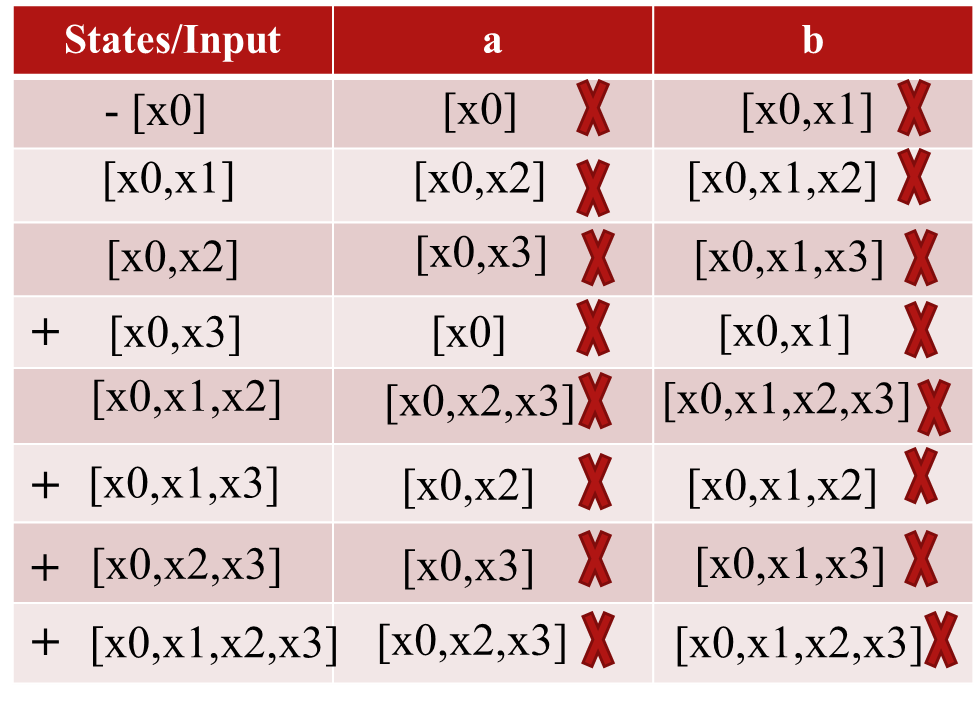 States/Input a b
- [x0] [x0] [x0,x1]
[x0,x1] [x0,x2] [x0,x1,x2]
[x0,x2] [x0,x3] [x0,x1,x3]
+ [x0,x3] [x0] [x0,x1]
[x0,x1,x2] [x0,x2,x3] [x0,x1,x2,x3]
+ [x0,x1,x3] [x0,x2] [x0,x1,x2]
+ [x0,x2,x3] [x0,x3] [x0,x1,x3]
+ [x0,x1,x2,x3] [x0,x2,x3] [x0,x1,x2,x3]